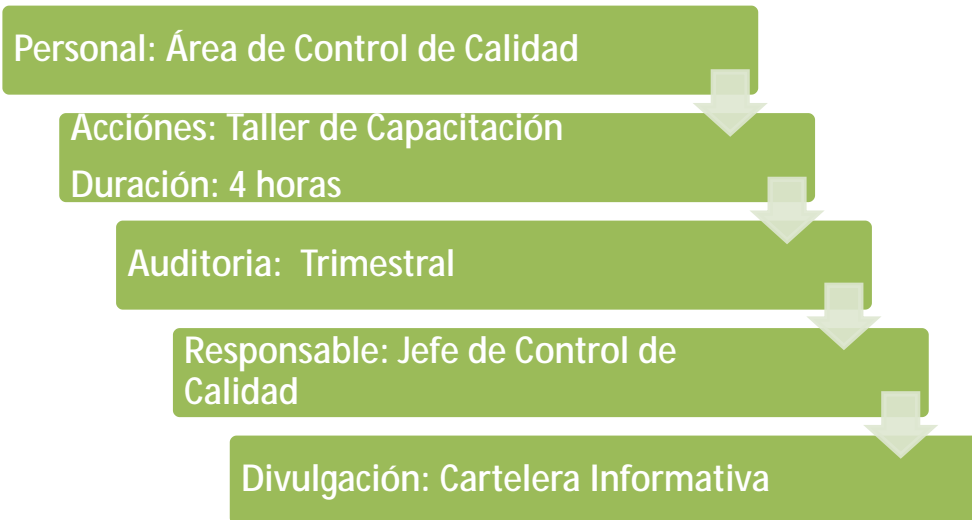 Personal: Área de Control de Calidad
Acciónes: Taller de Capacitación
Duración: 4 horas
Auditoria: Trimestral
Responsable: Jefe de Control de
Calidad
Divulgación: Cartelera Informativa